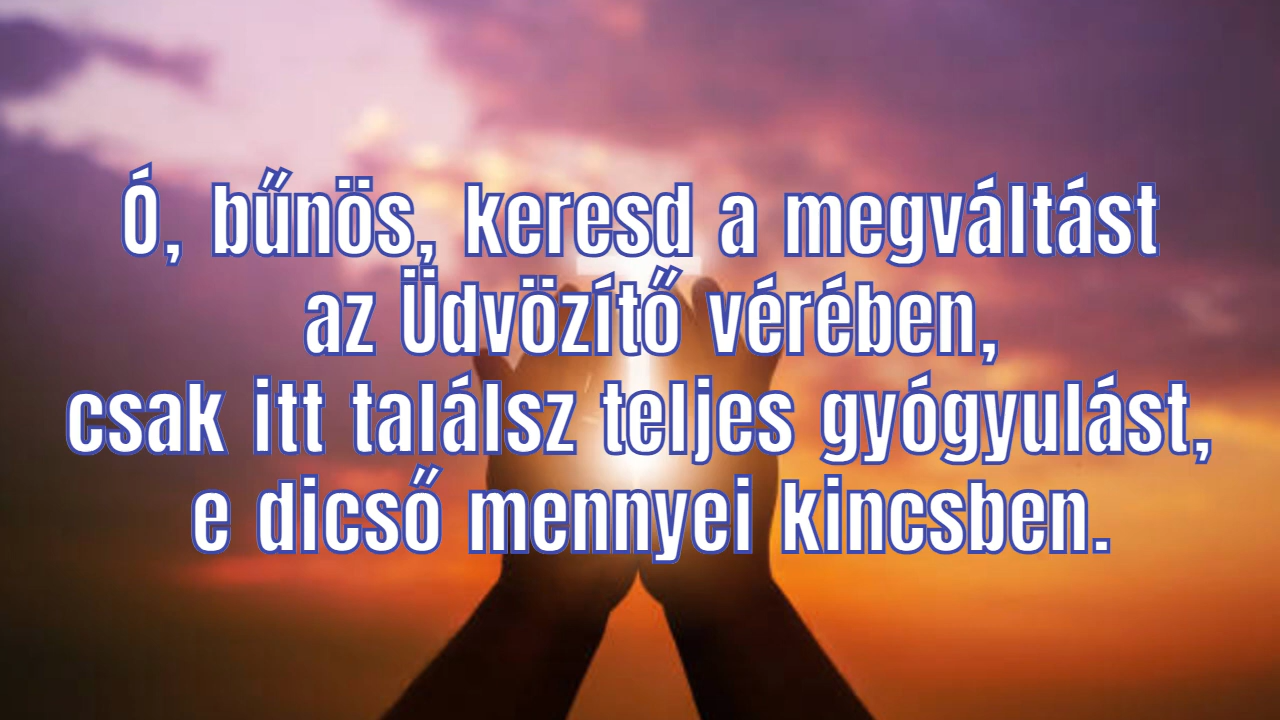 Ó, bűnös, keresd a megváltást
az Üdvözítő vérében,
csak itt találsz teljes gyógyulást,
e dicső mennyei kincsben.